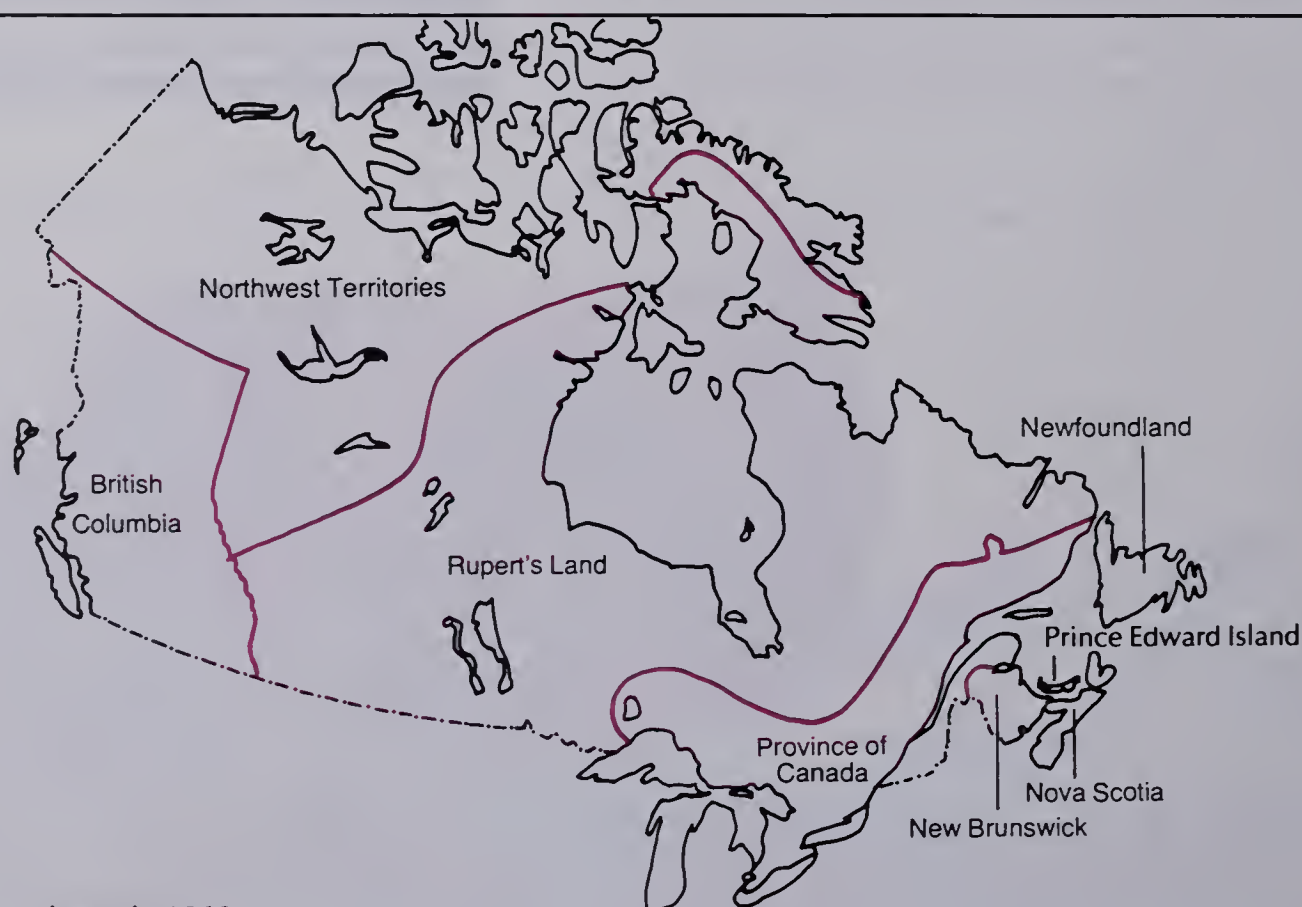 Northwest Territories
Newfoundland
British
Columbia
Rupert's Land
Prince Edward Island
Province of
Canada
Nova Scotia
New Brunswick